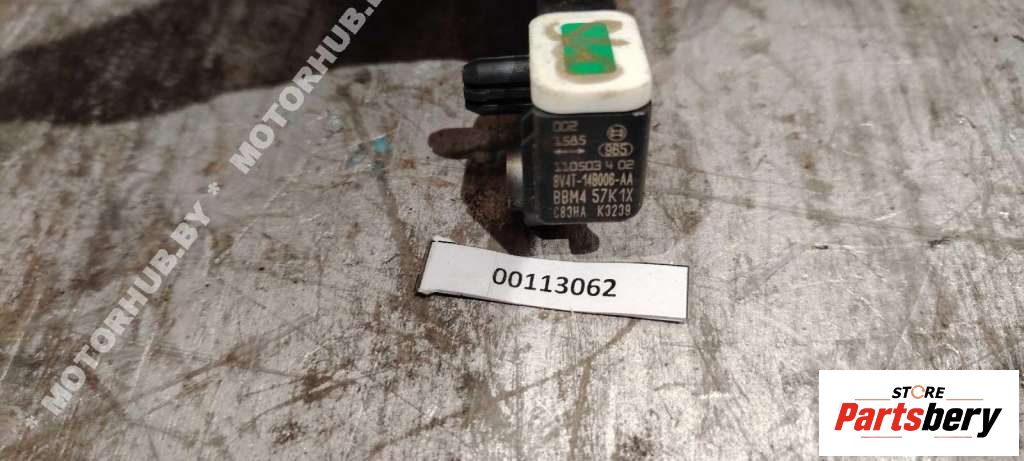 MOTORHUB.BY * MOTORHUB.BY
002
1585
985
110503 4 02
8V4T-14B006-AA
BBM4 57K1X
C83HA K3239
00113062
STORE
Partsbery